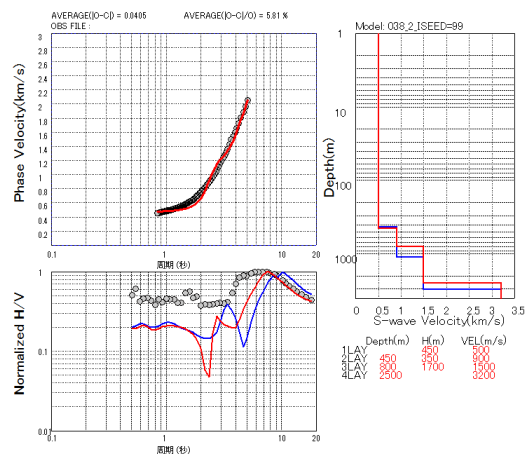 AVERAGE(|O-C|) = 0.0405 AVERAGE(|O-C|/O) = 5.81 %
OBS FILE :
Phase Velocity(km/s)
3
2.8
2.6
2.4
2.2
2
1.8
1.6
1.4
1.2
1
0.8
0.6
0.4
0.2
0.1 1 10 20
周期(秒)
Normalized H/V
1
0.1
0.01
0.1 1 10 20
周期(秒)
Model: 038_2_ISEED=99
Depth(m)
1
10
100
1000
0 0.5 1 1.5 2 2.5 3 3.5
S-wave Velocity(km/s)
Depth(m) H(m) VEL(m/s)
1LAY 450 500
2LAY 450 350 900
3LAY 800 1700 1500
4LAY 2500 3200